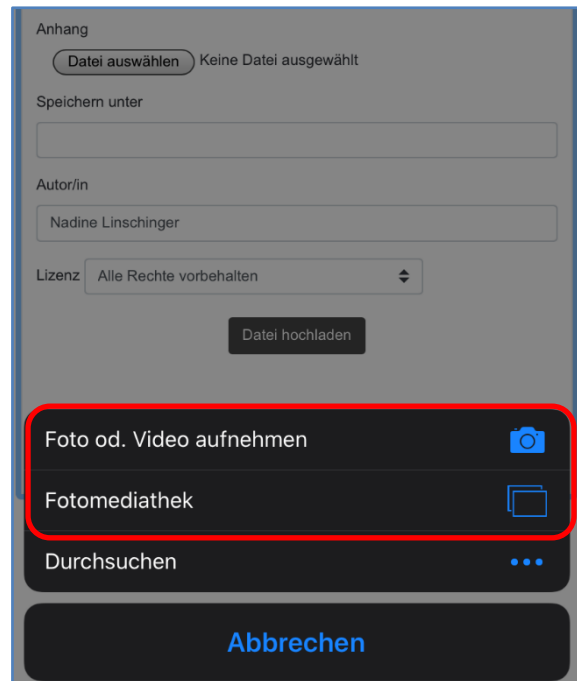 Anhang
Datei auswählen Keine Datei ausgewählt
Speichern unter
Autor/in
Nadine Linschinger
Lizenz Alle Rechte vorbehalten
Datei hochladen
Foto od. Video aufnehmen
Fotomediathek
Durchsuchen
Abbrechen